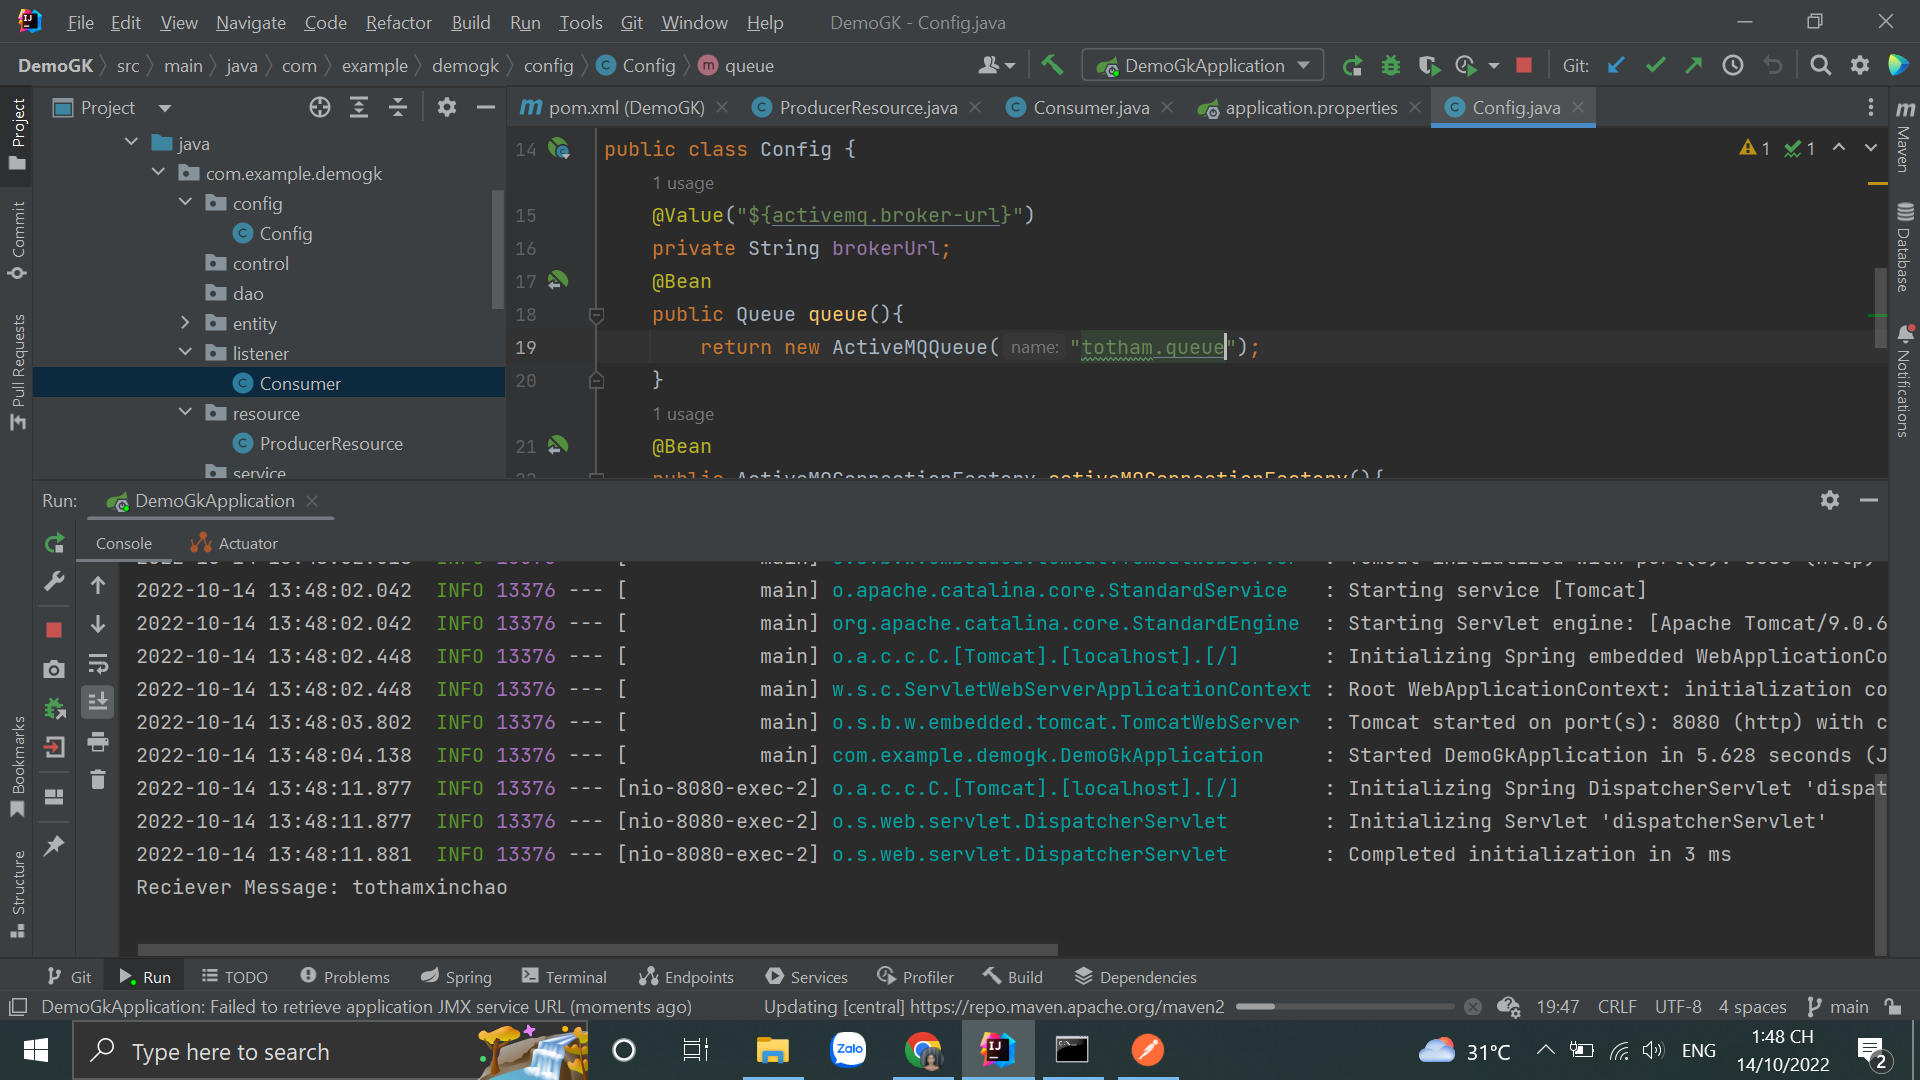 File Edit View Navigate Code Refactor Build Run Tools Git Window Help DemoGK - Config.java
DemoGK src main java com example demogk config Config queue DemoGkApplication Git:
Project pom.xml (DemoGK) ProducerResource.java Consumer.java application.properties Config.java
Project
Commit
Pull Requests
Bookmarks
Structure
java
com.example.demogk
config
Config
control
dao
entity
listener
Consumer
resource
ProducerResource
service
14 public class Config {
1 usage
15 @Value("${activemq.broker-url}")
16 private String brokerUrl;
17 @Bean
18 public Queue queue(){
19 return new ActiveMQQueue( name: "totham.queue");
20 }
1 usage
21 @Bean
public ActiveMQConnectionFactory activeMQConnectionFactory(){
1 1
Maven
Database
Notifications
Run: DemoGkApplication
Console Actuator
2022-10-14 13:48:02.042 INFO 13376 --- [ main] o.apache.catalina.core.StandardService : Starting service [Tomcat]
2022-10-14 13:48:02.042 INFO 13376 --- [ main] org.apache.catalina.core.StandardEngine : Starting Servlet engine: [Apache Tomcat/9.0.6
2022-10-14 13:48:02.448 INFO 13376 --- [ main] o.a.c.c.C.[Tomcat].[localhost].[/] : Initializing Spring embedded WebApplicationCo
2022-10-14 13:48:02.448 INFO 13376 --- [ main] w.s.c.ServletWebServerApplicationContext : Root WebApplicationContext: initialization co
2022-10-14 13:48:03.802 INFO 13376 --- [ main] o.s.b.w.embedded.tomcat.TomcatWebServer : Tomcat started on port(s): 8080 (http) with c
2022-10-14 13:48:04.138 INFO 13376 --- [ main] com.example.demogk.DemoGkApplication : Started DemoGkApplication in 5.628 seconds (J
2022-10-14 13:48:11.877 INFO 13376 --- [nio-8080-exec-2] o.a.c.c.C.[Tomcat].[localhost].[/] : Initializing Spring DispatcherServlet 'dispat
2022-10-14 13:48:11.877 INFO 13376 --- [nio-8080-exec-2] o.s.web.servlet.DispatcherServlet : Initializing Servlet 'dispatcherServlet'
2022-10-14 13:48:11.881 INFO 13376 --- [nio-8080-exec-2] o.s.web.servlet.DispatcherServlet : Completed initialization in 3 ms
Reciever Message: tothamxinchao
Git Run TODO Problems Spring Terminal Endpoints Services Profiler Build Dependencies
DemoGkApplication: Failed to retrieve application JMX service URL (moments ago) Updating [central] https://repo.maven.apache.org/maven2 19:47 CRLF UTF-8 4 spaces main
Type here to search Zalo 31°C ENG 1:48 CH
14/10/2022 2